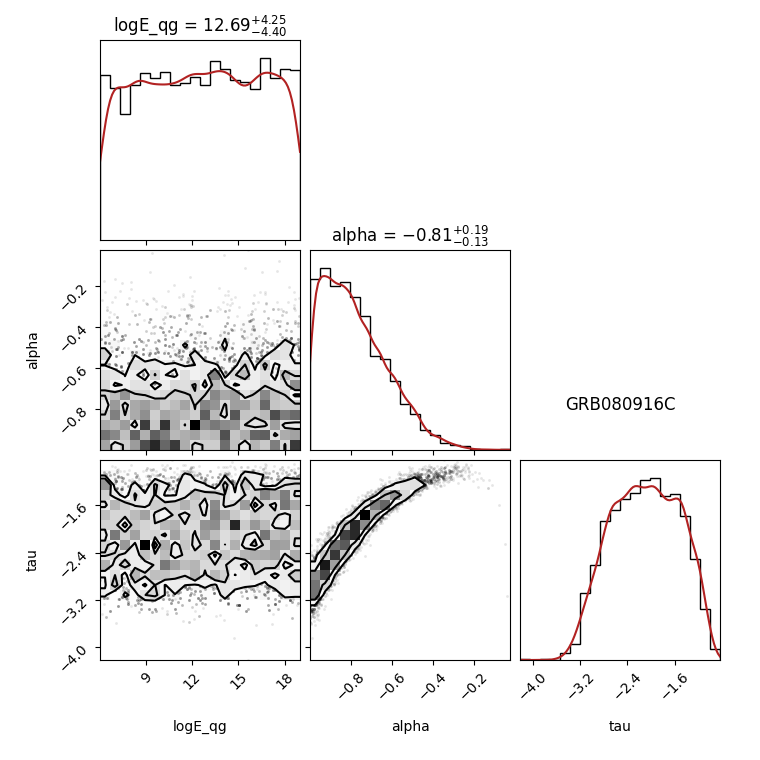 logE_qg = 12.69+4.25 −4.40
alpha = −0.81+0.19 −0.13
alpha
−0.2
−0.4
−0.6
−0.8
GRB080916C
tau
−1.6
−2.4
−3.2
−4.0
9 12 15 18
−0.8 −0.6 −0.4 −0.2
−4.0 −3.2 −2.4 −1.6
logE_qg alpha tau